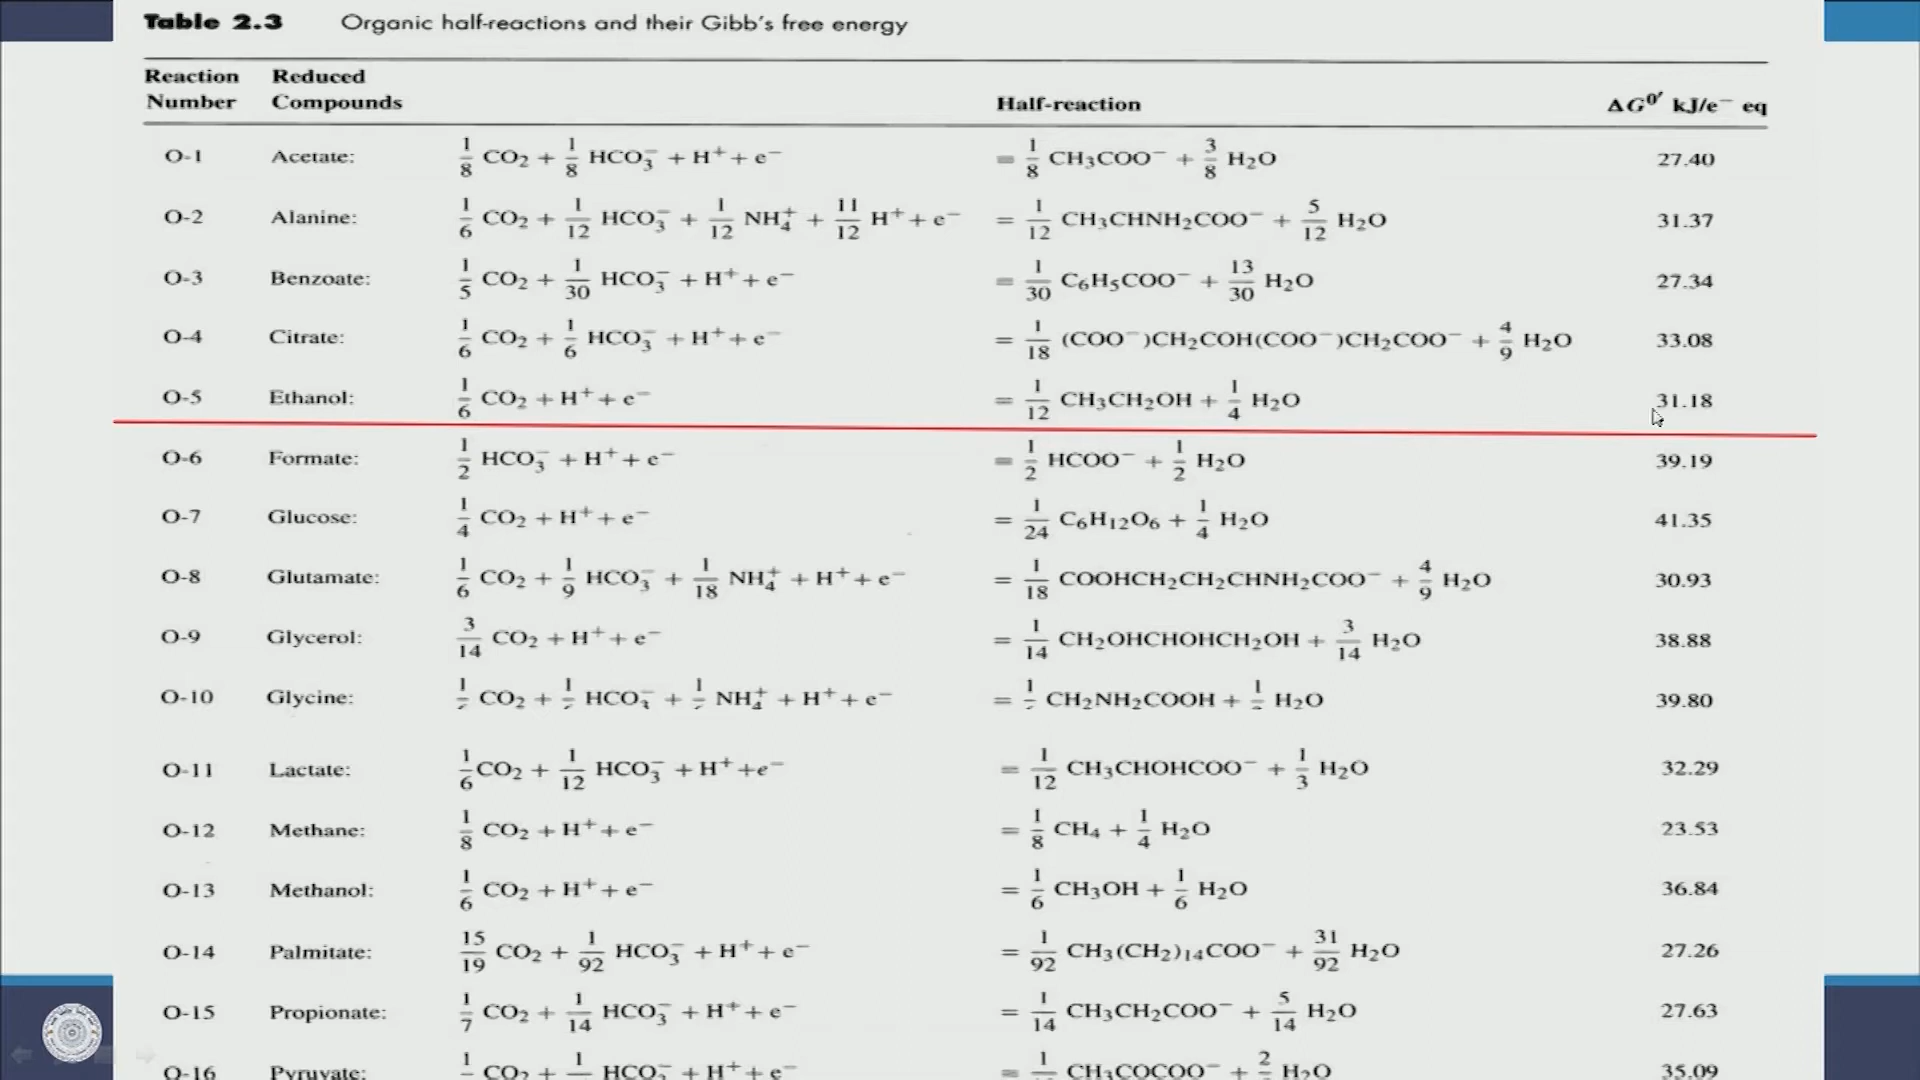 Table 2.3 Organic half-reactions and their Gibb's free energy
Reaction Number Reduced Compounds Half-reaction ΔG⁰′ kJ/e⁻ eq
O-1 Acetate: 1/8 CO₂ + 1/8 HCO₃⁻ + H⁺ + e⁻ = 1/8 CH₃COO⁻ + 3/8 H₂O 27.40
O-2 Alanine: 1/6 CO₂ + 1/12 HCO₃⁻ + 1/12 NH₄⁺ + 11/12 H⁺ + e⁻ = 1/12 CH₃CHNH₂COO⁻ + 5/12 H₂O 31.37
O-3 Benzoate: 1/5 CO₂ + 1/30 HCO₃⁻ + H⁺ + e⁻ = 1/30 C₆H₅COO⁻ + 13/30 H₂O 27.34
O-4 Citrate: 1/6 CO₂ + 1/6 HCO₃⁻ + H⁺ + e⁻ = 1/18 (COO⁻)CH₂COH(COO⁻)CH₂COO⁻ + 4/9 H₂O 33.08
O-5 Ethanol: 1/6 CO₂ + H⁺ + e⁻ = 1/12 CH₃CH₂OH + 1/4 H₂O 31.18
O-6 Formate: 1/2 HCO₃⁻ + H⁺ + e⁻ = 1/2 HCOO⁻ + 1/2 H₂O 39.19
O-7 Glucose: 1/4 CO₂ + H⁺ + e⁻ = 1/24 C₆H₁₂O₆ + 1/4 H₂O 41.35
O-8 Glutamate: 1/6 CO₂ + 1/9 HCO₃⁻ + 1/18 NH₄⁺ + H⁺ + e⁻ = 1/18 COOHCH₂CH₂CHNH₂COO⁻ + 4/9 H₂O 30.93
O-9 Glycerol: 3/14 CO₂ + H⁺ + e⁻ = 1/14 CH₂OHCHOHCH₂OH + 3/14 H₂O 38.88
O-10 Glycine: CO₂ + HCO₃⁻ + NH₄⁺ + H⁺ + e⁻ = CH₂NH₂COOH + H₂O 39.80
O-11 Lactate: 1/6 CO₂ + 1/12 HCO₃⁻ + H⁺ + e⁻ = 1/12 CH₃CHOHCOO⁻ + 1/3 H₂O 32.29
O-12 Methane: 1/8 CO₂ + H⁺ + e⁻ = 1/8 CH₄ + 1/4 H₂O 23.53
O-13 Methanol: 1/6 CO₂ + H⁺ + e⁻ = 1/6 CH₃OH + 1/6 H₂O 36.84
O-14 Palmitate: 15/19 CO₂ + 1/92 HCO₃⁻ + H⁺ + e⁻ = 1/92 CH₃(CH₂)₁₄COO⁻ + 31/92 H₂O 27.26
O-15 Propionate: 1/7 CO₂ + 1/14 HCO₃⁻ + H⁺ + e⁻ = 1/14 CH₃CH₂COO⁻ + 5/14 H₂O 27.63
O-16 Pyruvate: CO₂ + HCO₃⁻ + H⁺ + e⁻ = CH₃COCOO⁻ + H₂O 35.09